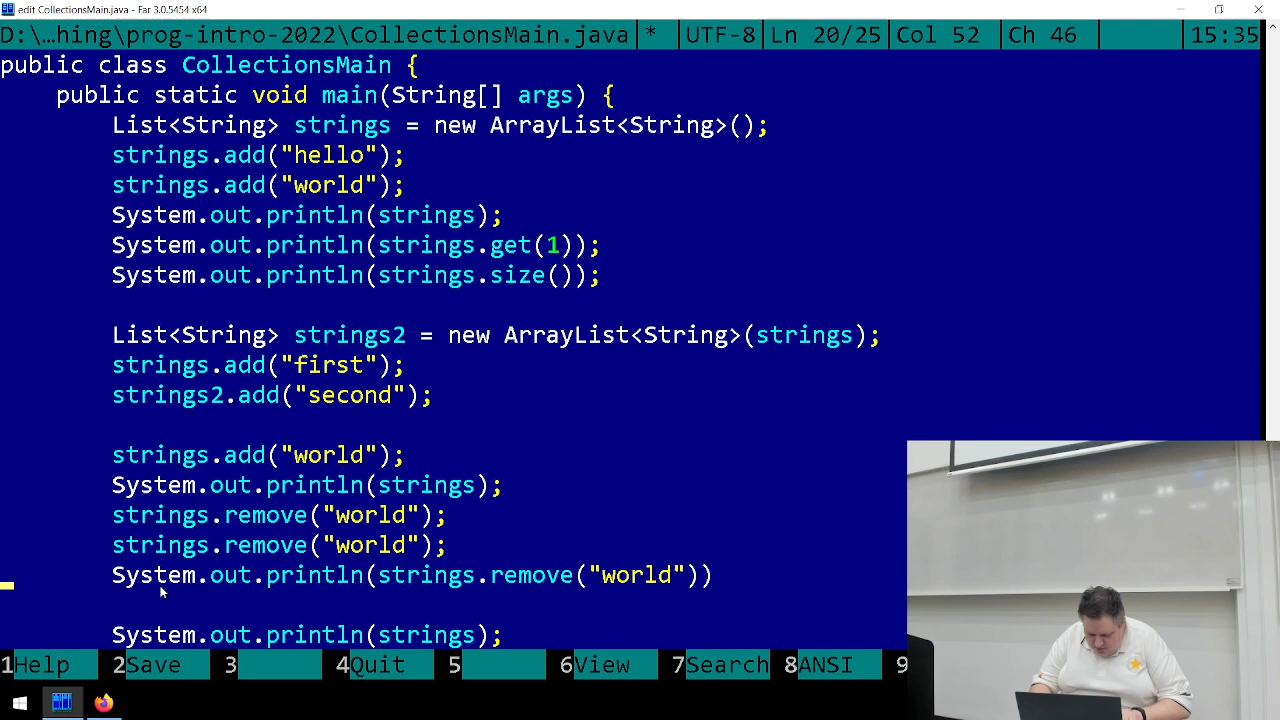 edit CollectionsMain.java - Far 3.0.5454 x64
D:\…hing\prog-intro-2022\CollectionsMain.java * UTF-8 Ln 20/25 Col 52 Ch 46 15:35
public class CollectionsMain {
    public static void main(String[] args) {
        List<String> strings = new ArrayList<String>();
        strings.add("hello");
        strings.add("world");
        System.out.println(strings);
        System.out.println(strings.get(1));
        System.out.println(strings.size());
        List<String> strings2 = new ArrayList<String>(strings);
        strings.add("first");
        strings2.add("second");
        strings.add("world");
        System.out.println(strings);
        strings.remove("world");
        strings.remove("world");
        System.out.println(strings.remove("world"))
        System.out.println(strings);
1Help 2Save 3 4Quit 5 6View 7Search 8ANSI 9